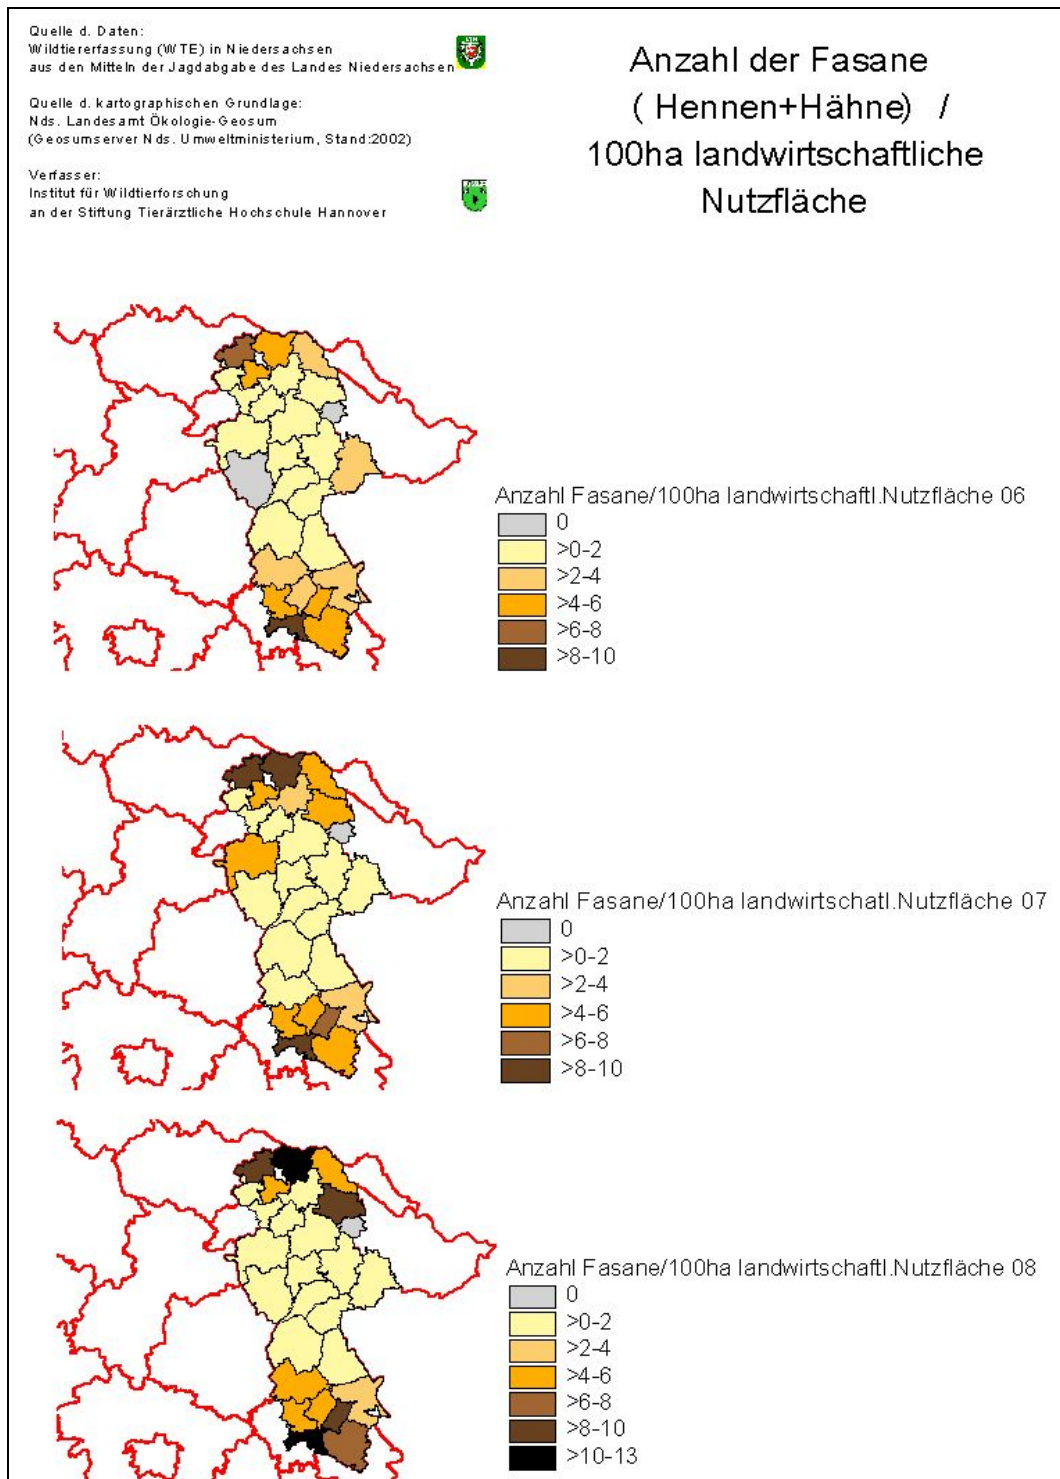 Quelle d. Daten:
Wildtiererfassung (WTE) in Niedersachsen
aus den Mitteln der Jagdabgabe des Landes Niedersachsen
Quelle d. kartographischen Grundlage:
Nds. Landesamt Ökologie-Geosum
(Geosumserver Nds. Umweltministerium, Stand:2002)
Verfasser:
Institut für Wildtierforschung
an der Stiftung Tierärztliche Hochschule Hannover
Anzahl der Fasane
( Hennen+Hähne) /
100ha landwirtschaftliche
Nutzfläche
Anzahl Fasane/100ha landwirtschaftl.Nutzfläche 06
0
>0-2
>2-4
>4-6
>6-8
>8-10
Anzahl Fasane/100ha landwirtschatl.Nutzfläche 07
0
>0-2
>2-4
>4-6
>6-8
>8-10
Anzahl Fasane/100ha landwirtschaftl.Nutzfläche 08
0
>0-2
>2-4
>4-6
>6-8
>8-10
>10-13